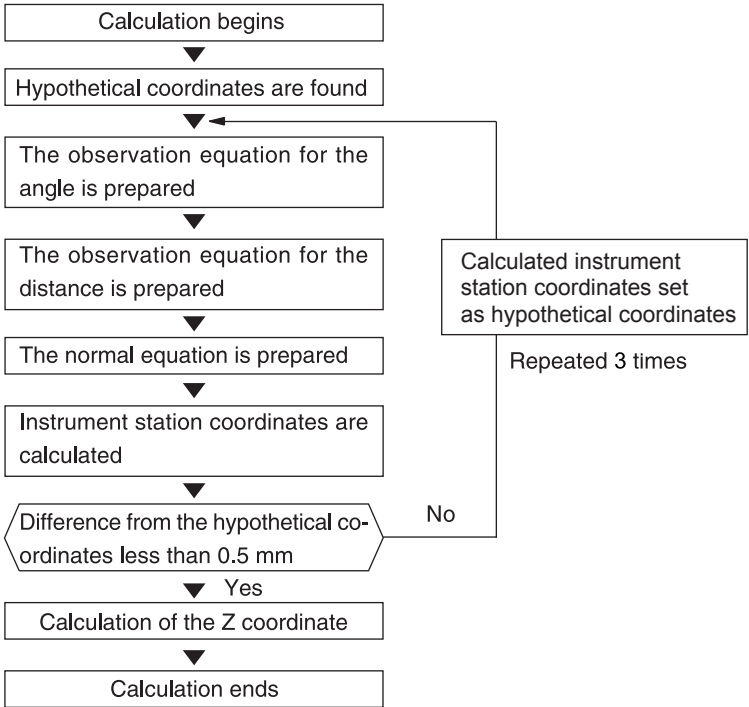 Calculation begins
Hypothetical coordinates are found
The observation equation for the
angle is prepared
The observation equation for the
distance is prepared
The normal equation is prepared
Instrument station coordinates are
calculated
Difference from the hypothetical co-
ordinates less than 0.5 mm
No
Calculated instrument
station coordinates set
as hypothetical coordinates
Repeated 3 times
Yes
Calculation of the Z coordinate
Calculation ends